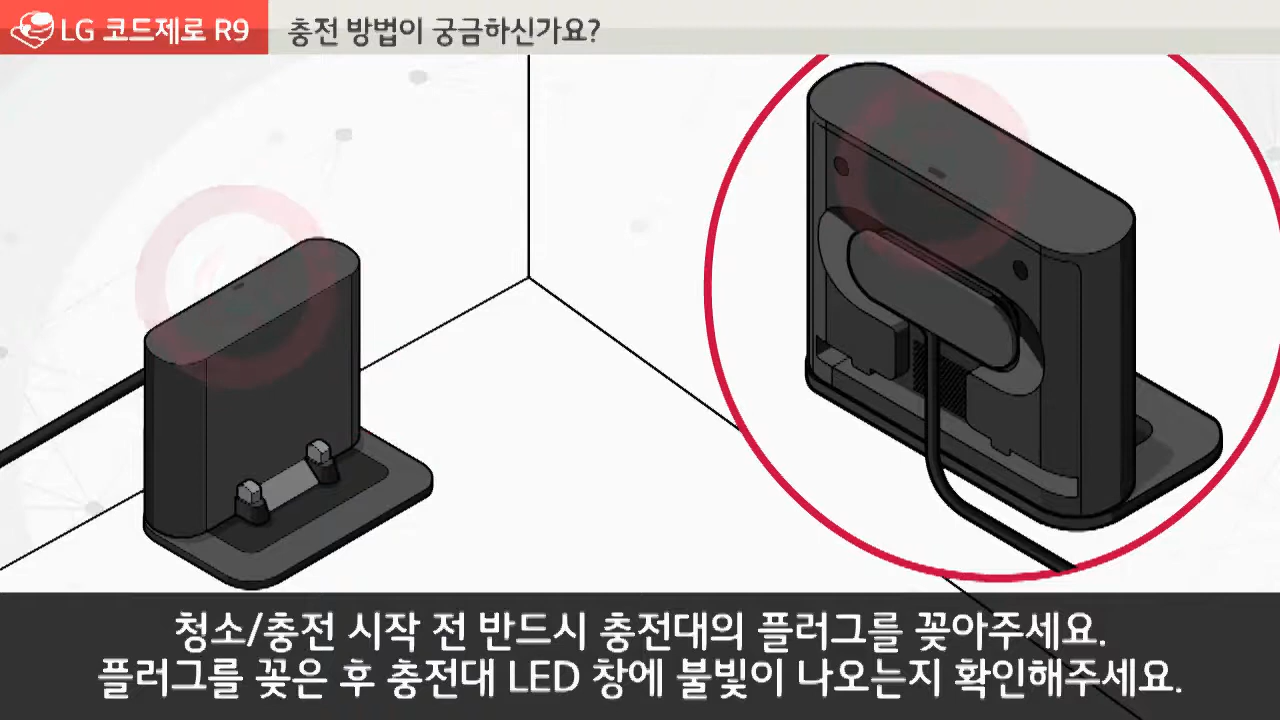 LG 코드제로 R9
충전 방법이 궁금하신가요?
청소/충전 시작 전 반드시 충전대의 플러그를 꽂아주세요.
플러그를 꽂은 후 충전대 LED 창에 불빛이 나오는지 확인해주세요.